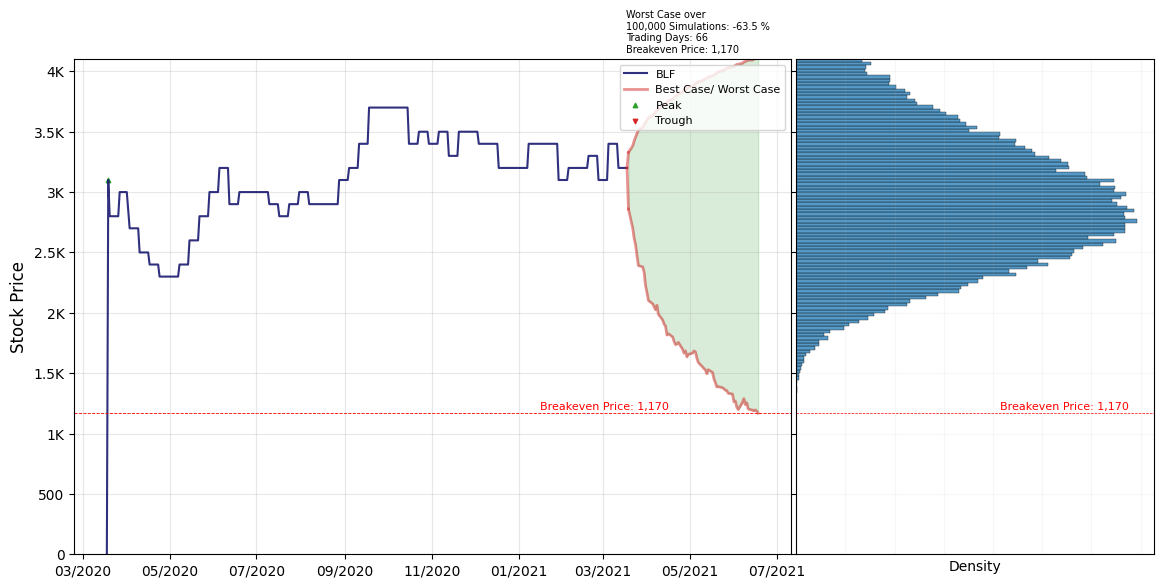 Worst Case over
100,000 Simulations: -63.5 %
Trading Days: 66
Breakeven Price: 1,170
BLF
Best Case/ Worst Case
Peak
Trough
4K
3.5K
3K
2.5K
2K
1.5K
1K
500
0
Stock Price
Breakeven Price: 1,170
Breakeven Price: 1,170
03/2020
05/2020
07/2020
09/2020
11/2020
01/2021
03/2021
05/2021
07/2021
Density